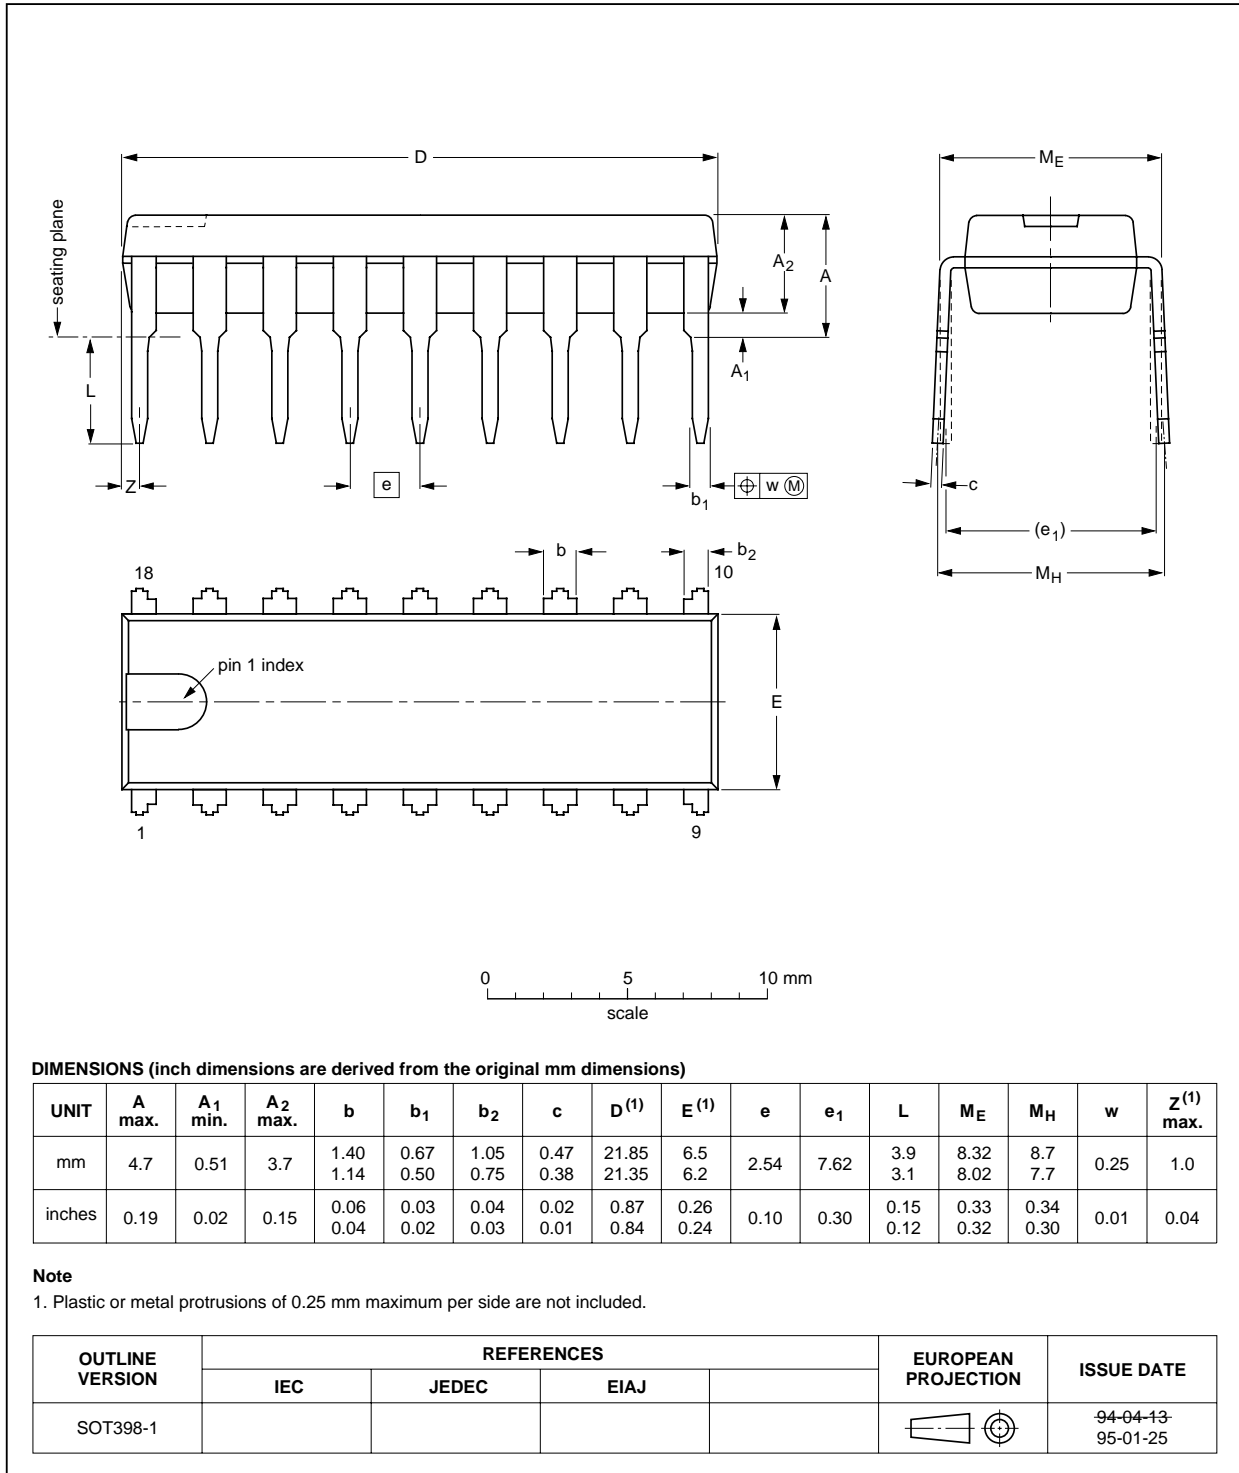 D
ME
seating plane
A2
A
A1
L
Z
e
b1
w M
c
(e1)
MH
b
b2
18
10
pin 1 index
E
1
9
0
5
10 mm
scale
DIMENSIONS (inch dimensions are derived from the original mm dimensions)
UNIT A max. A1 min. A2 max. b b1 b2 c D(1) E(1) e e1 L ME MH w Z(1) max.
mm 4.7 0.51 3.7 1.40 1.14 0.67 0.50 1.05 0.75 0.47 0.38 21.85 21.35 6.5 6.2 2.54 7.62 3.9 3.1 8.32 8.02 8.7 7.7 0.25 1.0
inches 0.19 0.02 0.15 0.06 0.04 0.03 0.02 0.04 0.03 0.02 0.01 0.87 0.84 0.26 0.24 0.10 0.30 0.15 0.12 0.33 0.32 0.34 0.30 0.01 0.04
Note
1. Plastic or metal protrusions of 0.25 mm maximum per side are not included.
OUTLINE VERSION
REFERENCES
IEC JEDEC EIAJ
EUROPEAN PROJECTION
ISSUE DATE
SOT398-1
94-04-13
95-01-25